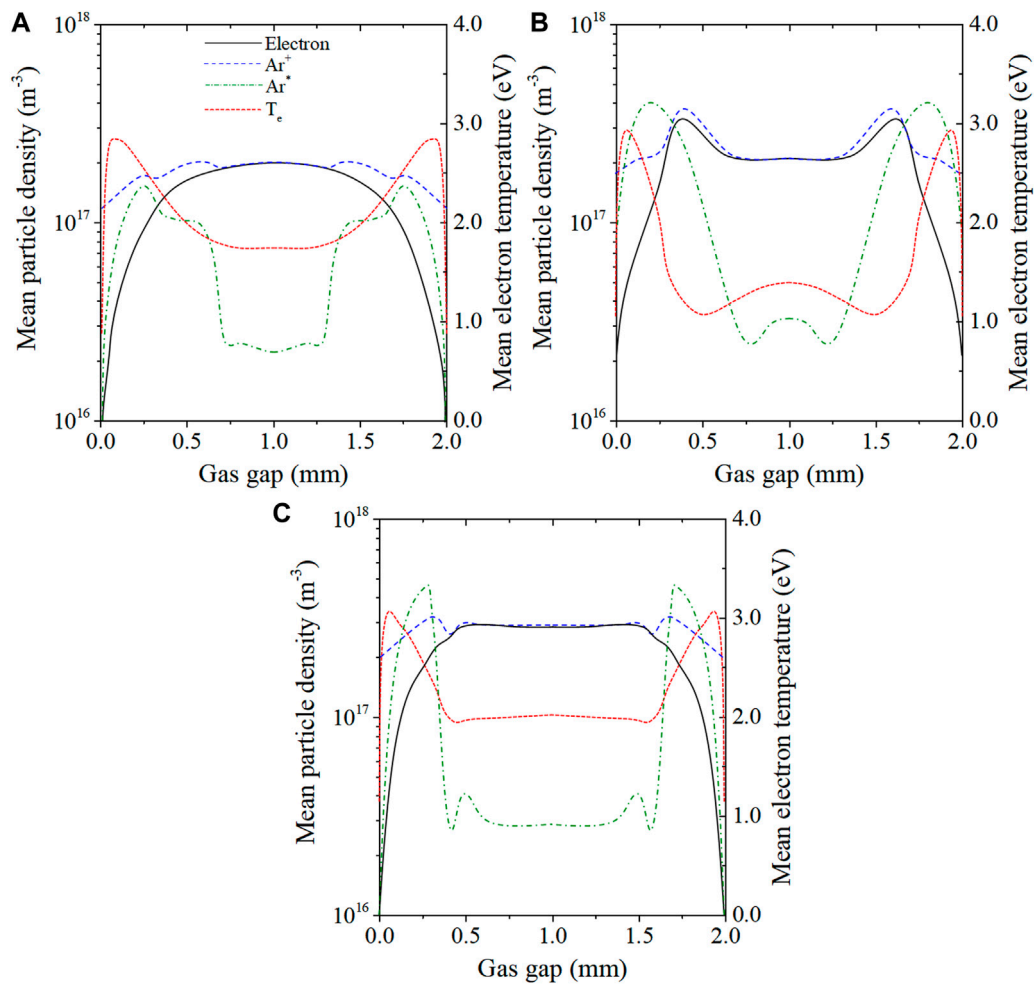 A
10^18
10^17
10^16
Mean particle density (m^-3)
Electron
Ar^+
Ar^*
T_e
4.0
3.0
2.0
1.0
0.0
Mean electron temperature (eV)
0.0 0.5 1.0 1.5 2.0
Gas gap (mm)
B
10^18
10^17
10^16
Mean particle density (m^-3)
4.0
3.0
2.0
1.0
0.0
Mean electron temperature (eV)
0.0 0.5 1.0 1.5 2.0
Gas gap (mm)
C
10^18
10^17
10^16
Mean particle density (m^-3)
4.0
3.0
2.0
1.0
0.0
Mean electron temperature (eV)
0.0 0.5 1.0 1.5 2.0
Gas gap (mm)